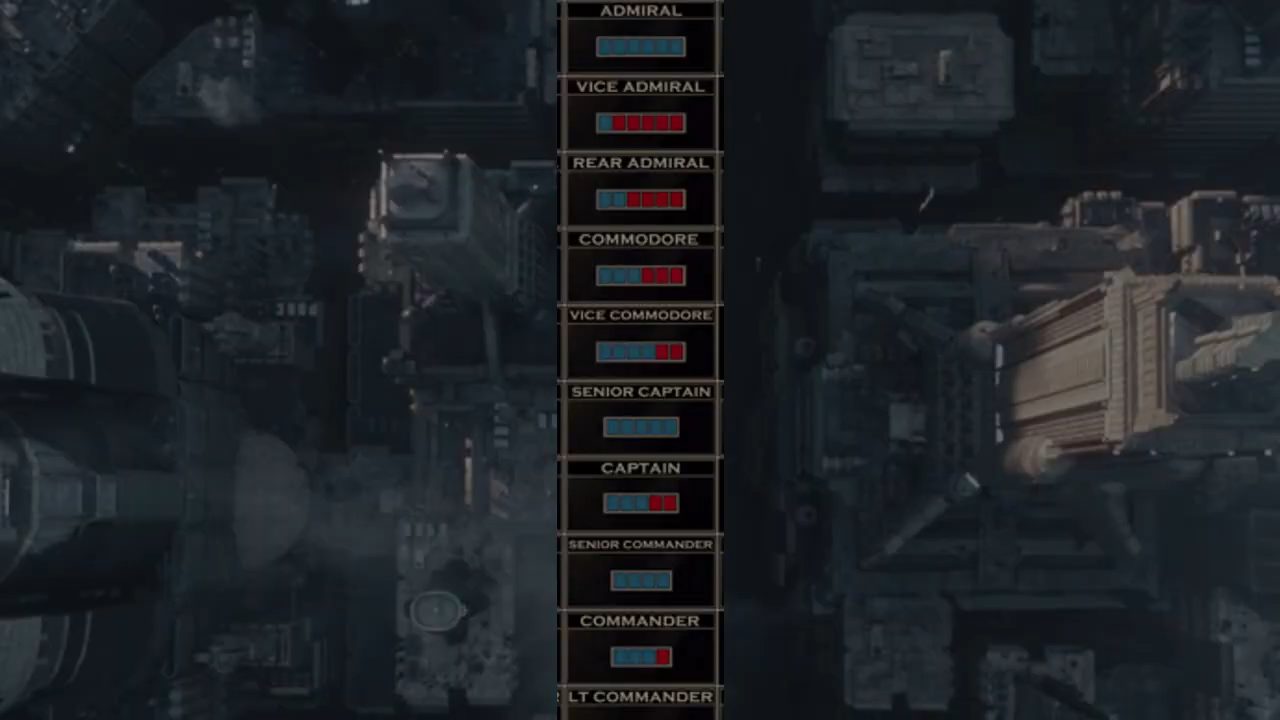 ADMIRAL
VICE ADMIRAL
REAR ADMIRAL
COMMODORE
VICE COMMODORE
SENIOR CAPTAIN
CAPTAIN
SENIOR COMMANDER
COMMANDER
LT COMMANDER